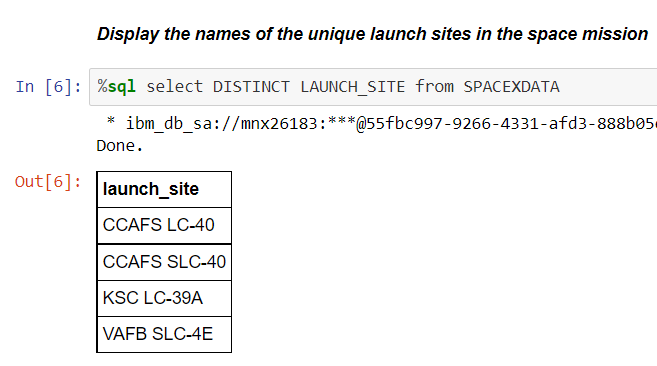 Display the names of the unique launch sites in the space mission
In [6]: %sql select DISTINCT LAUNCH_SITE from SPACEXDATA
* ibm_db_sa://mnx26183:***@55fbc997-9266-4331-afd3-888b05
Done.
Out[6]:
launch_site
CCAFS LC-40
CCAFS SLC-40
KSC LC-39A
VAFB SLC-4E